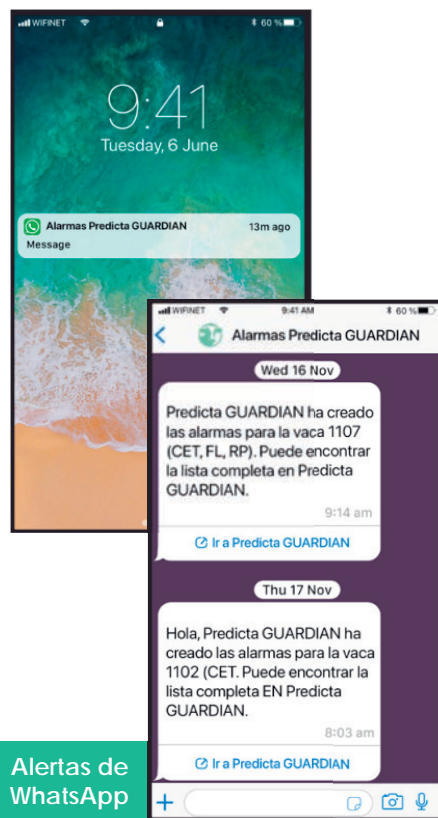 WIFINET
60 %
9:41
Tuesday, 6 June
Alarmas Predicta GUARDIAN 13m ago
Message
WIFINET 9:41 AM 60 %
Alarmas Predicta GUARDIAN
Wed 16 Nov
Predicta GUARDIAN ha creado
las alarmas para la vaca 1107
(CET, FL, RP). Puede encontrar
la lista completa en Predicta
GUARDIAN.
9:14 am
Ir a Predicta GUARDIAN
Thu 17 Nov
Hola, Predicta GUARDIAN ha
creado las alarmas para la vaca
1102 (CET. Puede encontrar la
lista completa EN Predicta
GUARDIAN.
8:03 am
Ir a Predicta GUARDIAN
Alertas de
WhatsApp